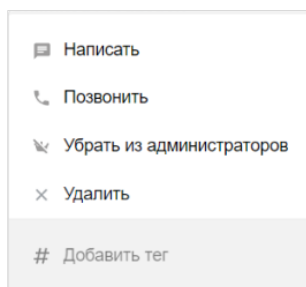 Написать
Позвонить
Убрать из администраторов
Удалить
# Добавить тег